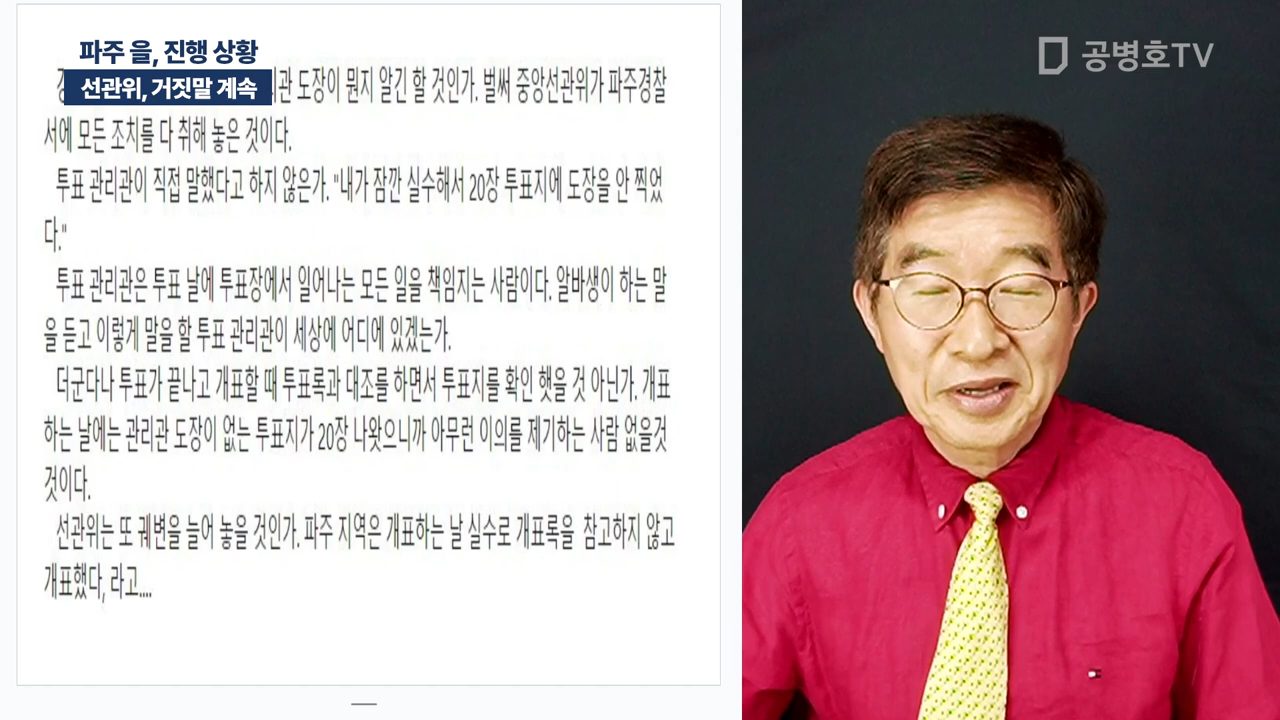 파주 을, 진행 상황
선관위, 거짓말 계속
공병호TV
도장이 뭔지 알긴 할 것인가. 벌써 중앙선관위가 파주경찰
서에 모든 조치를 다 취해 놓은 것이다.
투표 관리관이 직접 말했다고 하지 않은가. "내가 잠깐 실수해서 20장 투표지에 도장을 안 찍었
다."
투표 관리관은 투표 날에 투표장에서 일어나는 모든 일을 책임지는 사람이다. 알바생이 하는 말
을 듣고 이렇게 말을 할 투표 관리관이 세상에 어디에 있겠는가.
더군다나 투표가 끝나고 개표할 때 투표록과 대조를 하면서 투표지를 확인 햇을 것 아닌가. 개표
하는 날에는 관리관 도장이 없는 투표지가 20장 나왓으니까 아무런 이의를 제기하는 사람 없을것
것이다.
선관위는 또 궤변을 늘어 놓을 것인가. 파주 지역은 개표하는 날 실수로 개표록을 참고하지 않고
개표했다, 라고....